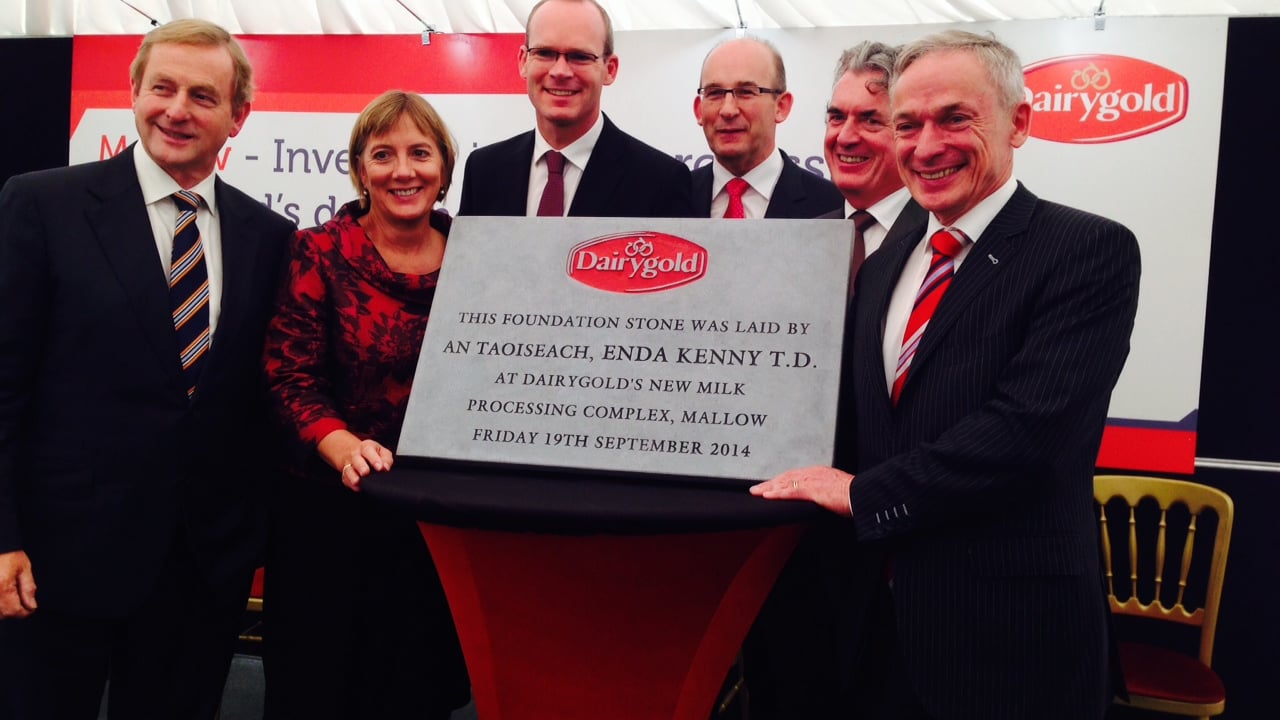 Dairygold
Dairygold
THIS FOUNDATION STONE WAS LAID BY
AN TAOISEACH, ENDA KENNY T.D.
AT DAIRYGOLD'S NEW MILK
PROCESSING COMPLEX, MALLOW
FRIDAY 19TH SEPTEMBER 2014